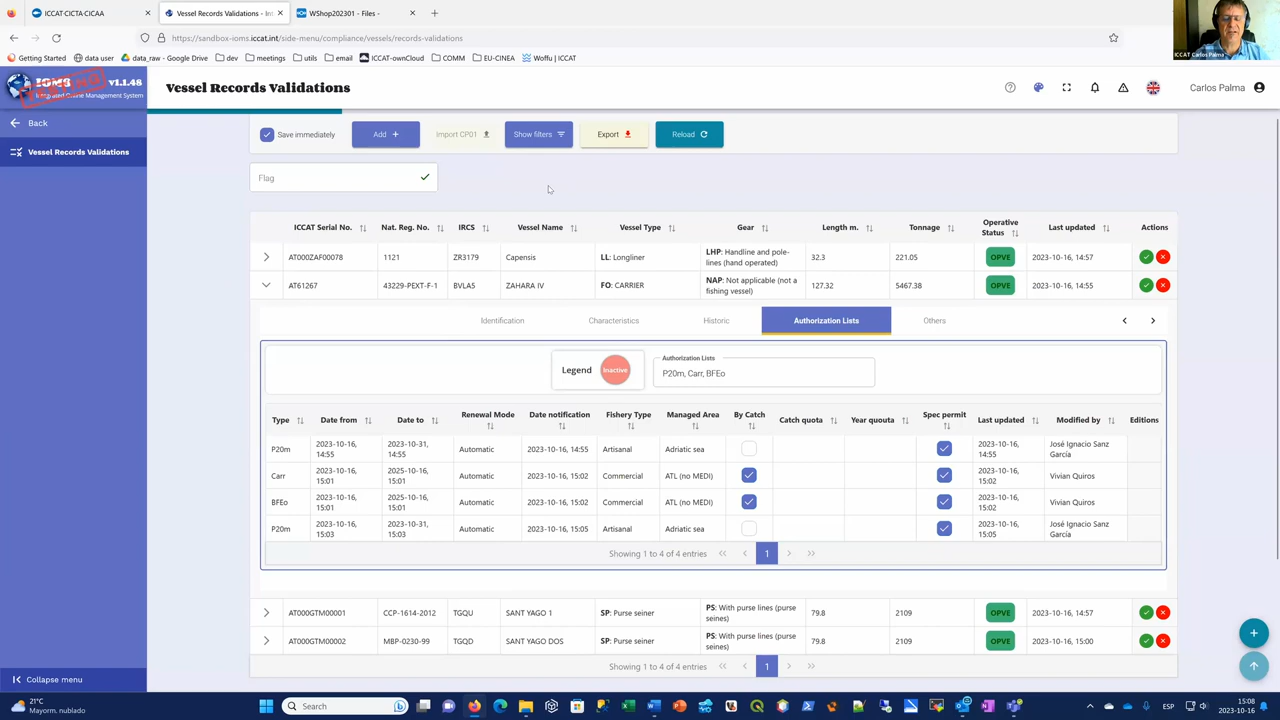 ICCAT·CICTA·CICAA
Vessel Records Validations - Int
WShop202301 - Files -
https://sandbox-ioms.iccat.int/side-menu/compliance/vessels/records-validations
Getting Started
data user
data_raw - Google Drive
dev
meetings
utils
email
ICCAT-ownCloud
COMM
EU-CINEA
Woffu | ICCAT
ICCAT Carlos Palma
IOMS
v1.1.48
Integrated Online Management System
Vessel Records Validations
Carlos Palma
Back
Vessel Records Validations
Collapse menu
Save immediately
Add +
Import CP01
Show filters
Export
Reload
Flag
ICCAT Serial No. Nat. Reg. No. IRCS Vessel Name Vessel Type Gear Length m. Tonnage Operative Status Last updated Actions
AT000ZAF00078 1121 ZR3179 Capensis LL: Longliner LHP: Handline and pole-lines (hand operated) 32.3 221.05 OPVE 2023-10-16, 14:57
AT61267 43229-PEXT-F-1 BVLA5 ZAHARA IV FO: CARRIER NAP: Not applicable (not a fishing vessel) 127.32 5467.38 OPVE 2023-10-16, 14:55
Identification Characteristics Historic Authorization Lists Others
Legend Inactive
Authorization Lists
P20m, Carr, BFEo
Type Date from Date to Renewal Mode Date notification Fishery Type Managed Area By Catch Catch quota Year quouta Spec permit Last updated Modified by Editions
P20m 2023-10-16, 14:55 2023-10-31, 14:55 Automatic 2023-10-16, 14:55 Artisanal Adriatic sea 2023-10-16, 14:55 José Ignacio Sanz García
Carr 2023-10-16, 15:01 2025-10-16, 15:01 Automatic 2023-10-16, 15:02 Commercial ATL (no MEDI) 2023-10-16, 15:02 Vivian Quiros
BFEo 2023-10-16, 15:01 2025-10-16, 15:01 Automatic 2023-10-16, 15:02 Commercial ATL (no MEDI) 2023-10-16, 15:02 Vivian Quiros
P20m 2023-10-16, 15:03 2023-10-31, 15:03 Automatic 2023-10-16, 15:05 Artisanal Adriatic sea 2023-10-16, 15:05 José Ignacio Sanz García
Showing 1 to 4 of 4 entries 1
AT000GTM00001 CCP-1614-2012 TGQU SANT YAGO 1 SP: Purse seiner PS: With purse lines (purse seines) 79.8 2109 OPVE 2023-10-16, 14:57
AT000GTM00002 MBP-0230-99 TGQD SANT YAGO DOS SP: Purse seiner PS: With purse lines (purse seines) 79.8 2109 OPVE 2023-10-16, 15:00
Showing 1 to 4 of 4 entries 1
21°C
Mayorm. nublado
Search
ESP
15:08
2023-10-16